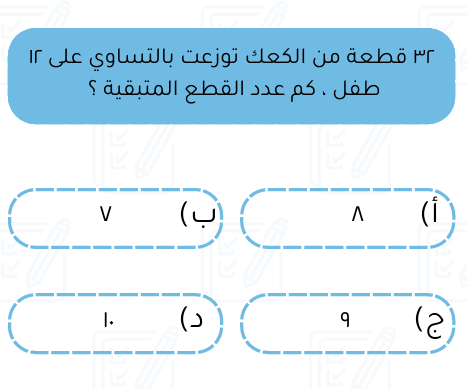 ٣٢ قطعة من الكعك توزعت بالتساوي على ١٢
طفل ، كم عدد القطع المتبقية ؟
أ) ٨
ب) ٧
ج) ٩
د) ١٠